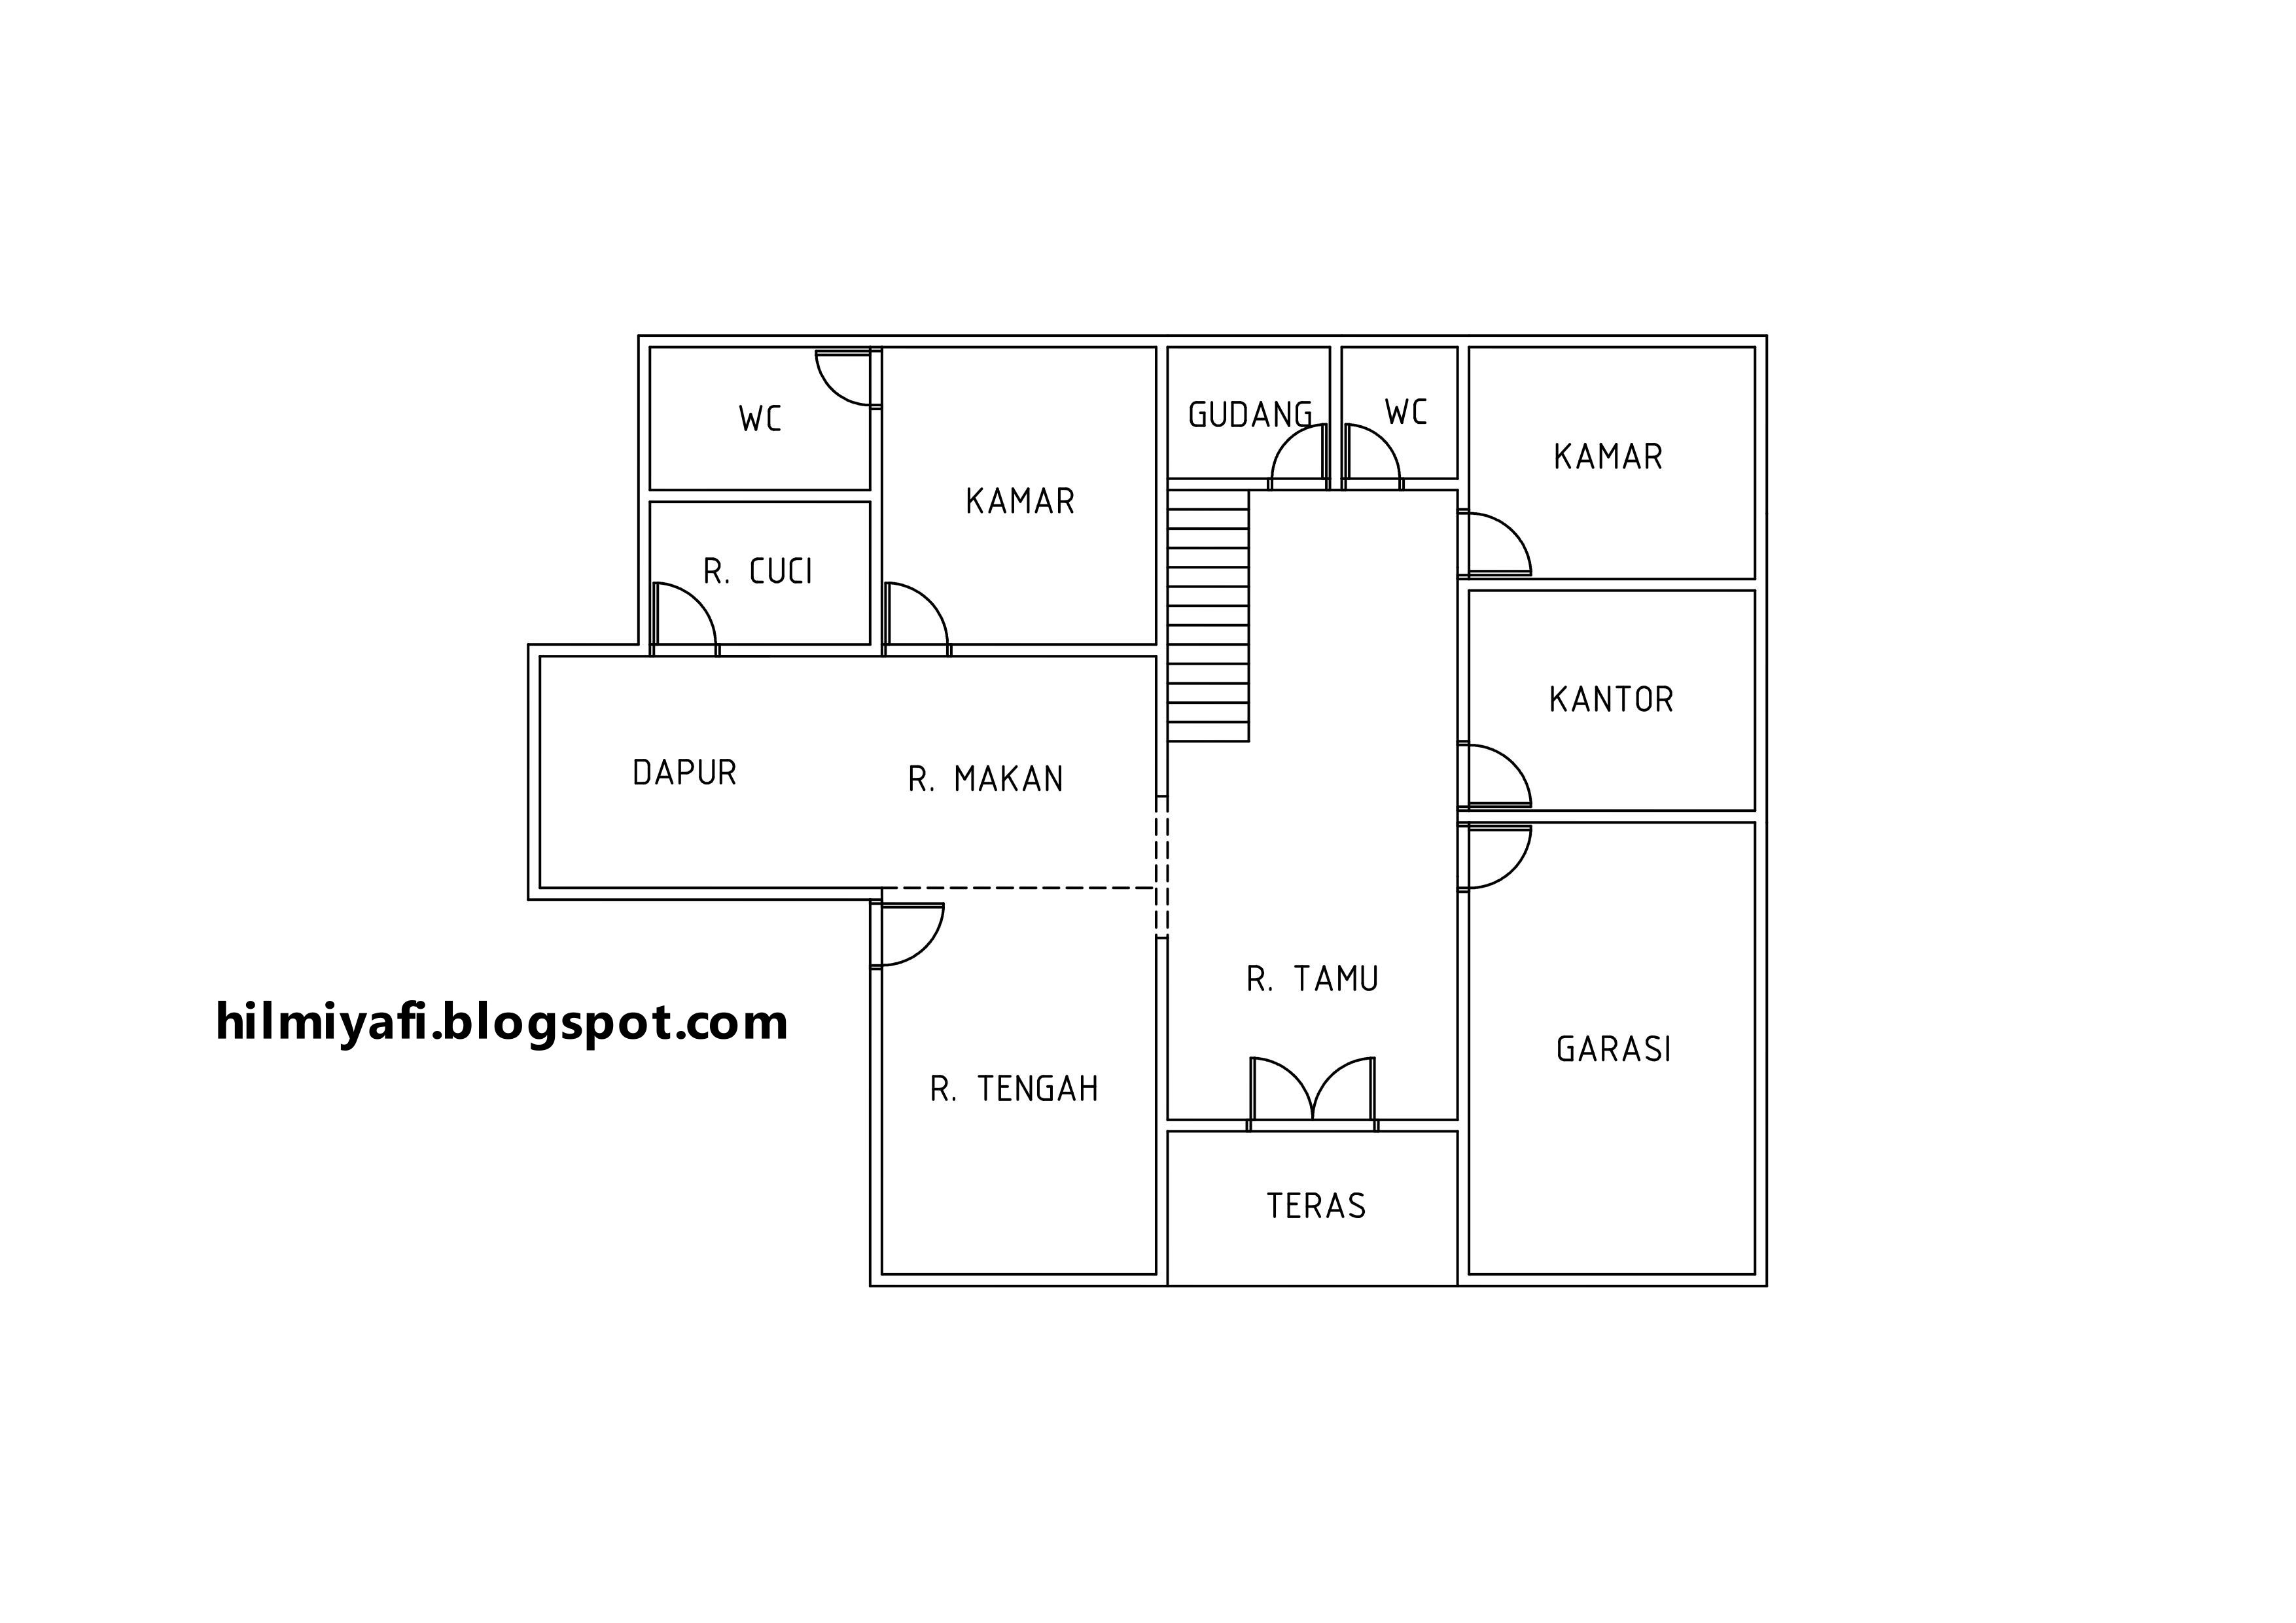 WC
GUDANG
WC
KAMAR
KAMAR
R. CUCI
KANTOR
DAPUR
R. MAKAN
R. TAMU
hilmiyafi.blogspot.com
GARASI
R. TENGAH
TERAS